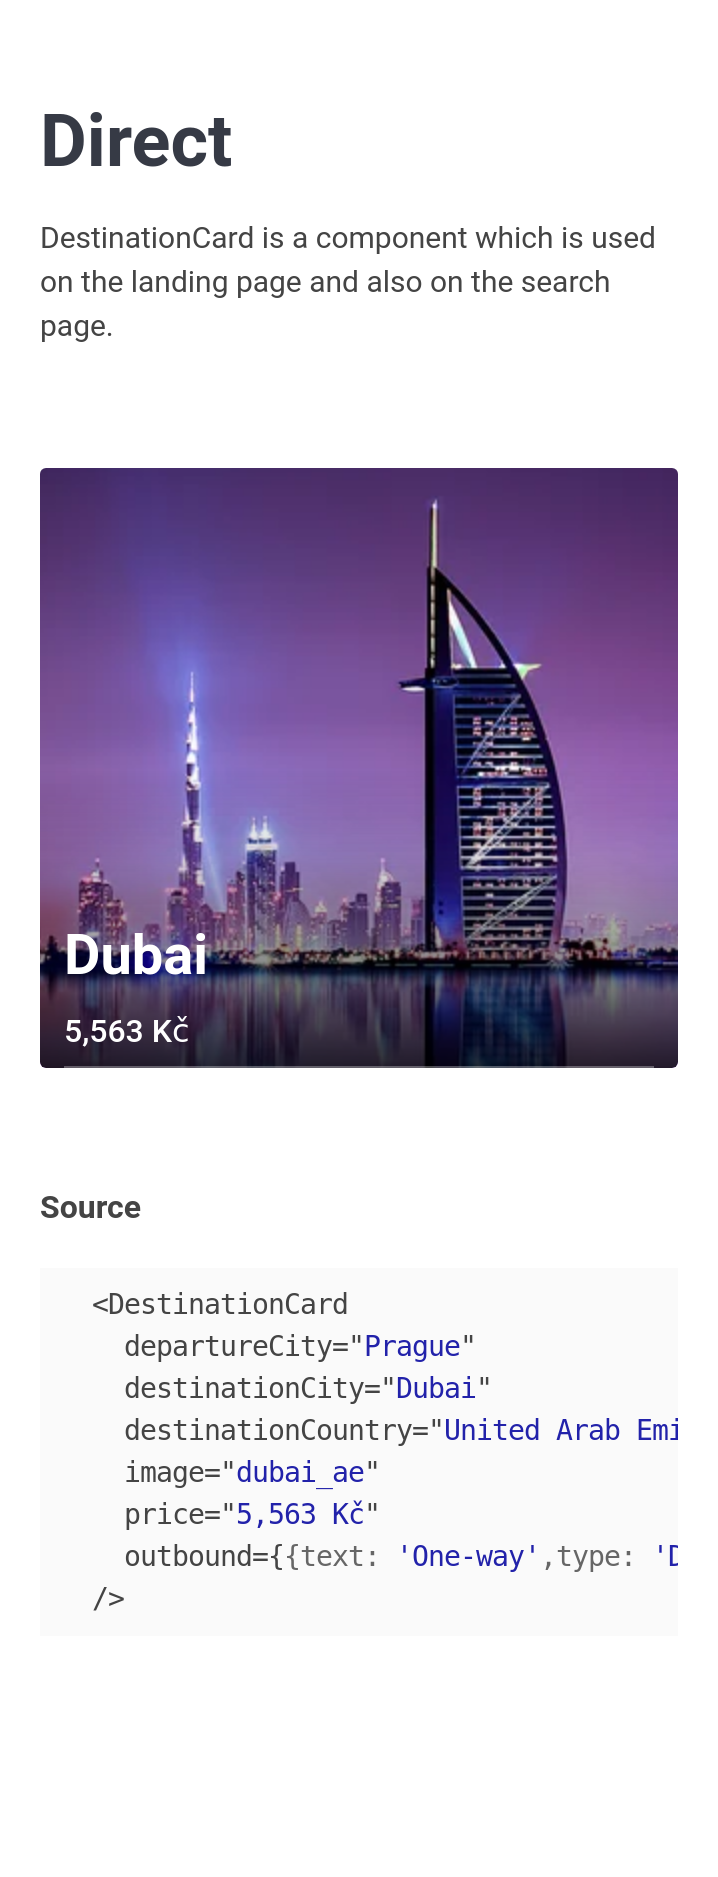 Direct
DestinationCard is a component which is used
on the landing page and also on the search
page.
Dubai
5,563 Kč
Source
<DestinationCard
  departureCity="Prague"
  destinationCity="Dubai"
  destinationCountry="United Arab Emi
  image="dubai_ae"
  price="5,563 Kč"
  outbound={{text: 'One-way',type: 'D
/>